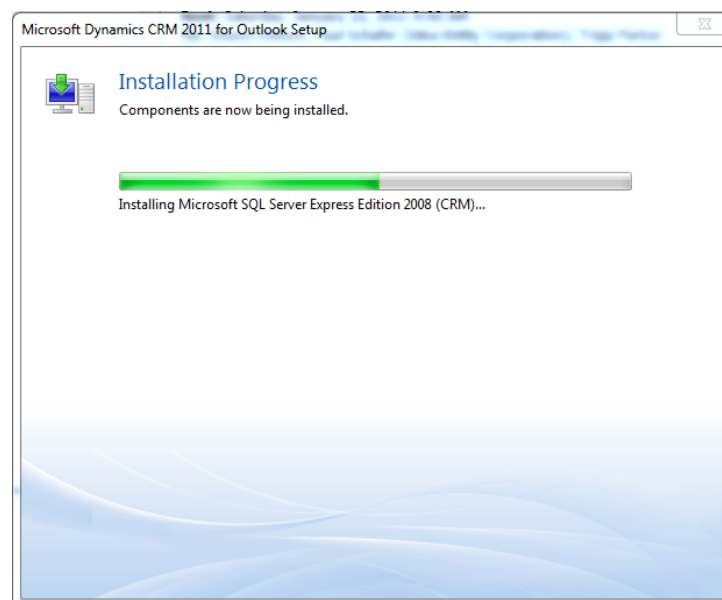 Microsoft Dynamics CRM 2011 for Outlook Setup
Installation Progress
Components are now being installed.
Installing Microsoft SQL Server Express Edition 2008 (CRM)...